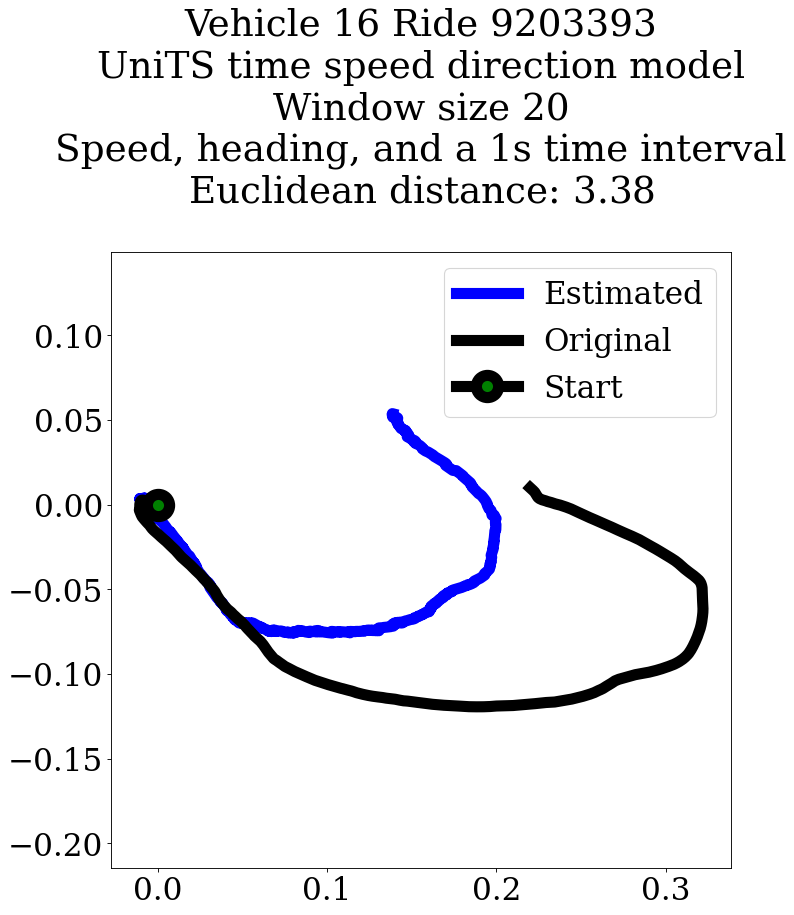 Vehicle 16 Ride 9203393
UniTS time speed direction model
Window size 20
Speed, heading, and a 1s time interval
Euclidean distance: 3.38
Estimated
Original
Start
0.10
0.05
0.00
−0.05
−0.10
−0.15
−0.20
0.0 0.1 0.2 0.3